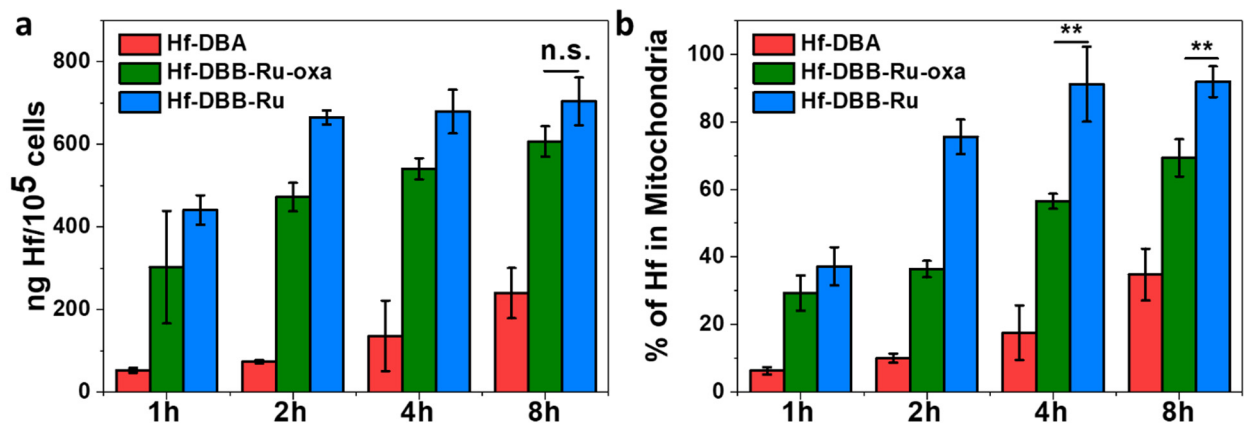 a
Hf-DBA
Hf-DBB-Ru-oxa
Hf-DBB-Ru
n.s.
ng Hf/10⁵ cells
800
600
400
200
0
1h
2h
4h
8h
b
Hf-DBA
Hf-DBB-Ru-oxa
Hf-DBB-Ru
**
**
% of Hf in Mitochondria
100
80
60
40
20
0
1h
2h
4h
8h